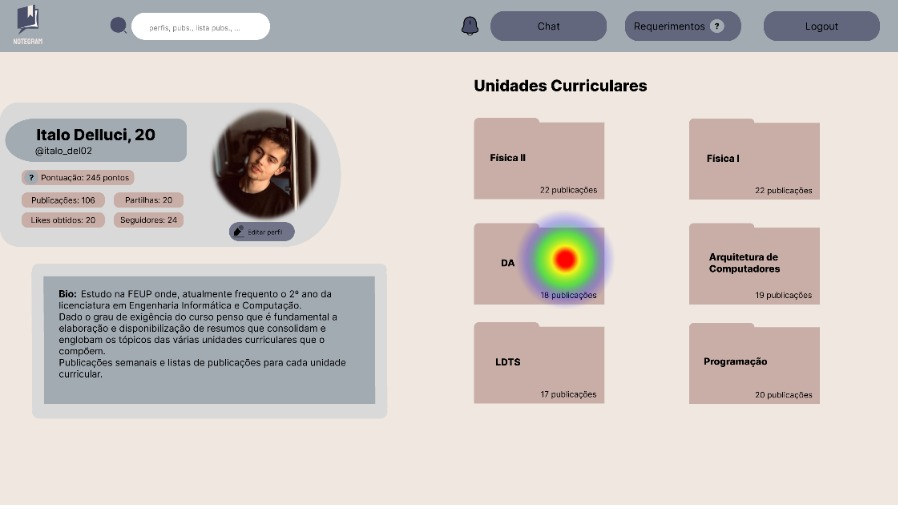 NOTEGRAM
perfis, pubs., lista pubs., ...
Chat
Requerimentos ?
Logout
Italo Delluci, 20
@italo_del02
? Pontuação: 245 pontos
Publicações: 106
Partilhas: 20
Likes obtidos: 20
Seguidores: 24
Editar perfil
Bio: Estudo na FEUP onde, atualmente frequento o 2º ano da
licenciatura em Engenharia Informática e Computação.
Dado o grau de exigência do curso penso que é fundamental a
elaboração e disponibilização de resumos que consolidam e
englobam os tópicos das várias unidades curriculares que o
compõem.
Publicações semanais e listas de publicações para cada unidade
curricular.
Unidades Curriculares
Física II
22 publicações
Física I
22 publicações
DA
18 publicações
Arquitetura de
Computadores
19 publicações
LDTS
17 publicações
Programação
20 publicações